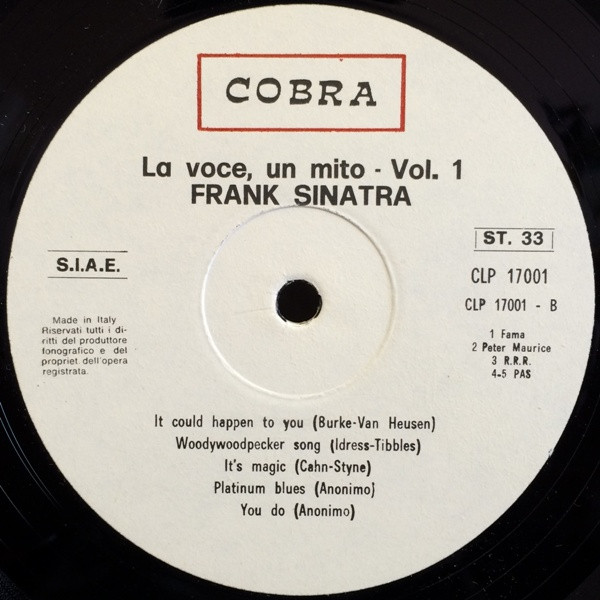 COBRA
La voce, un mito - Vol. 1
FRANK SINATRA
S.I.A.E.
Made in Italy
Riservati tutti i di-
ritti del produttore
fonografico e del
propriet. dell'opera
registrata.
ST. 33
CLP 17001
CLP 17001 - B
1 Fama
2 Peter Maurice
3 R.R.R.
4-5 PAS
It could happen to you (Burke-Van Heusen)
Woodywoodpecker song (Idress-Tibbles)
It's magic (Cahn-Styne)
Platinum blues (Anonimo)
You do (Anonimo)